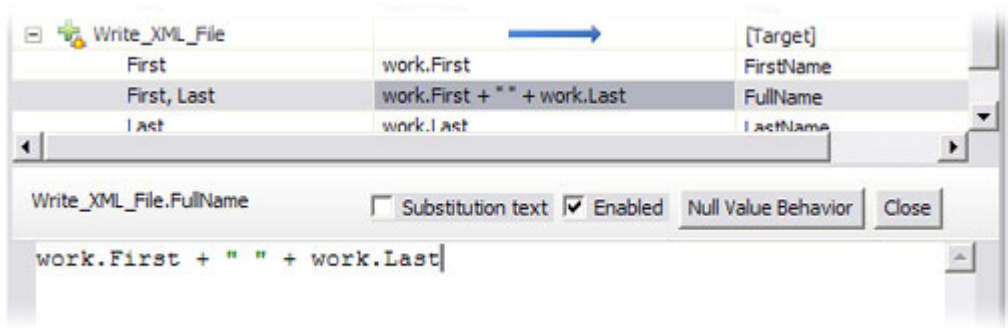 Write_XML_File [Target]
First work.First FirstName
First, Last work.First + " " + work.Last FullName
Last work.Last LastName
Write_XML_File.FullName Substitution text Enabled Null Value Behavior Close
work.First + " " + work.Last